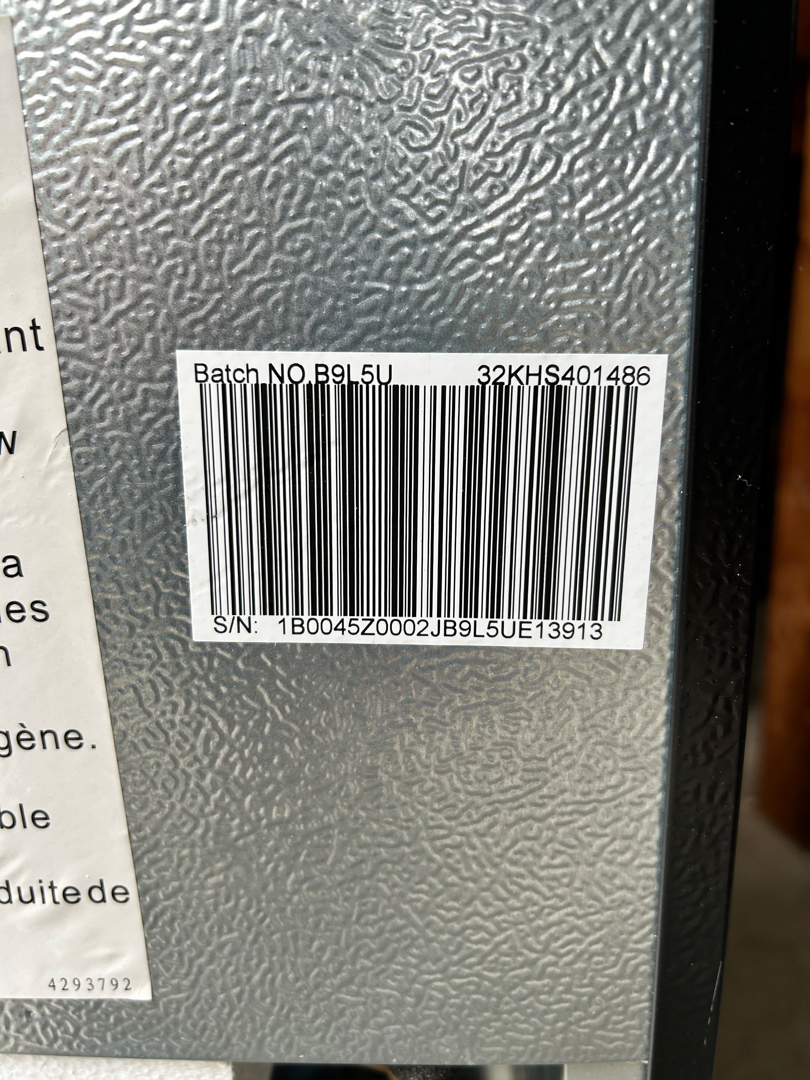 nt
w
a
es
n
gène.
ble
duitede
4293792
Batch NO.B9L5U 32KHS401486
S/N: 1B0045Z0002JB9L5UE13913